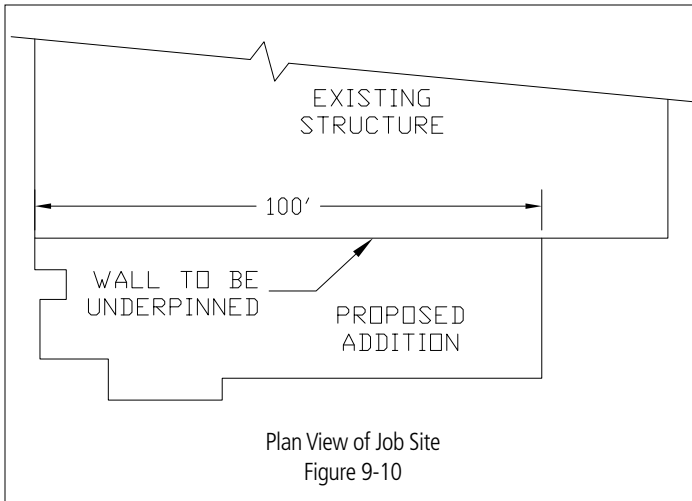 EXISTING
STRUCTURE
100'
WALL TO BE
UNDERPINNED
PROPOSED
ADDITION
Plan View of Job Site
Figure 9-10